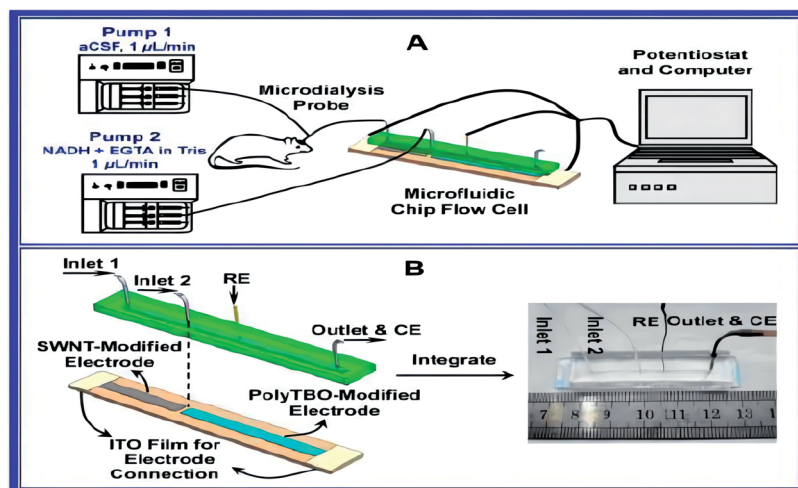 Pump 1
aCSF, 1 µL/min
A
Microdialysis
Probe
Potentiostat
and Computer
Pump 2
NADH + EGTA in Tris
1 µL/min
Microfluidic
Chip Flow Cell
B
Inlet 1
Inlet 2
RE
Outlet & CE
SWNT-Modified
Electrode
PolyTBO-Modified
Electrode
ITO Film for
Electrode
Connection
Integrate
Inlet 1
Inlet 2
RE Outlet & CE
7 8 9 10 11 12 13